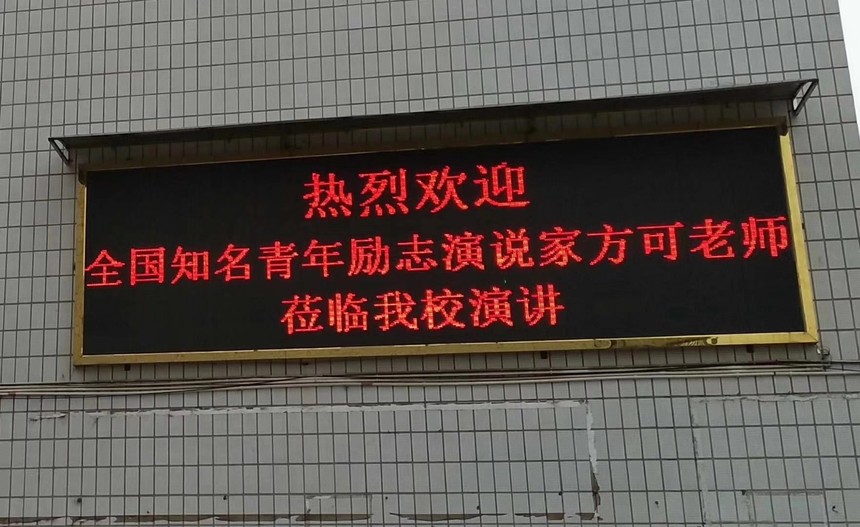 热烈欢迎
全国知名青年励志演说家方可老师
莅临我校演讲